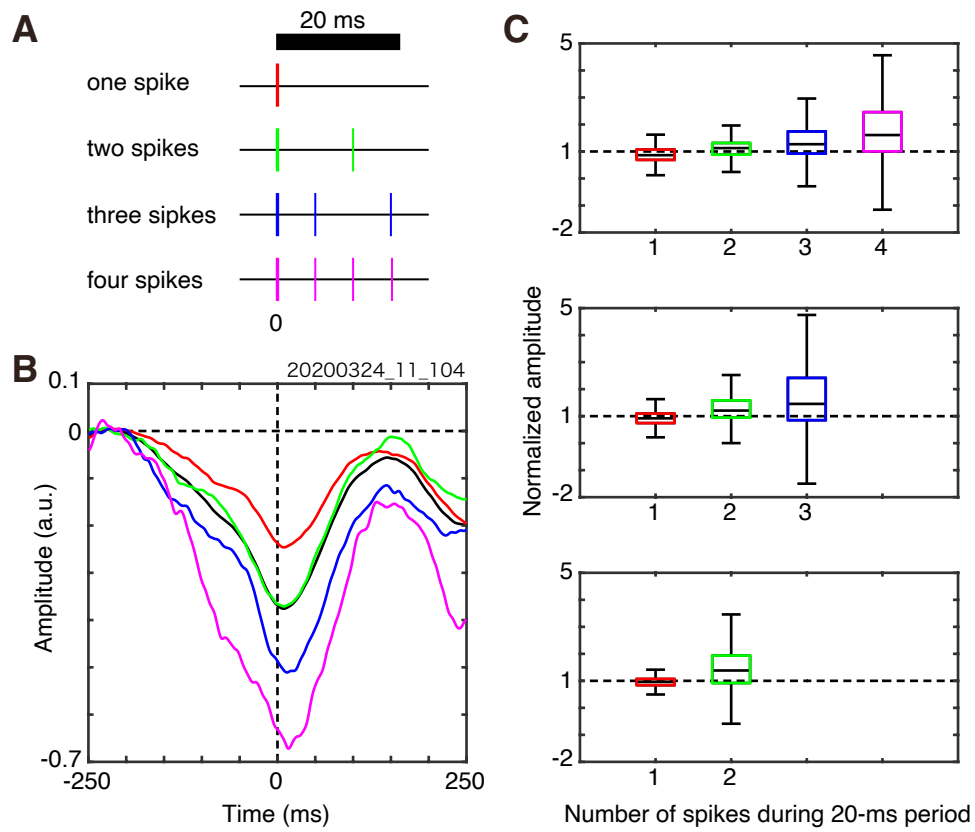 A
20 ms
one spike
two spikes
three sipkes
four spikes
0
B
20200324_11_104
0.1
0
-0.7
Amplitude (a.u.)
-250
0
250
Time (ms)
C
5
1
-2
1
2
3
4
5
1
-2
1
2
3
5
1
-2
1
2
Normalized amplitude
Number of spikes during 20-ms period